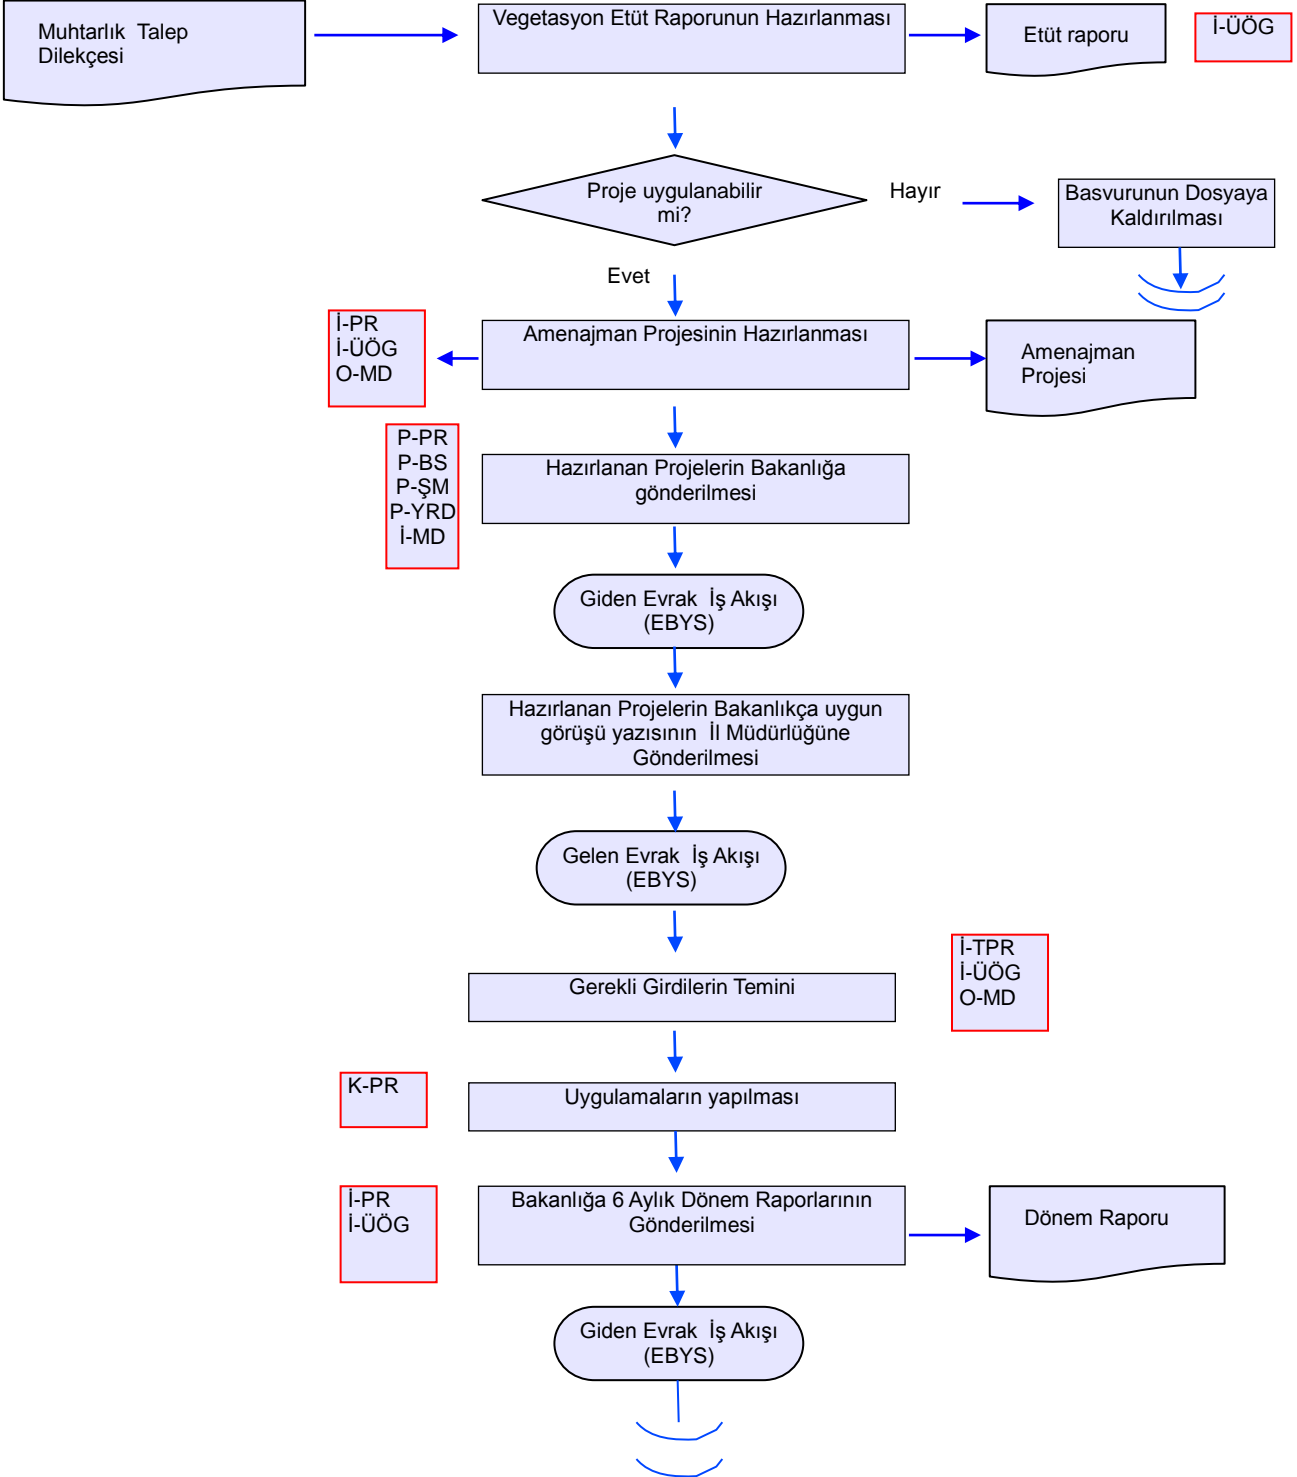 Muhtarlık  Talep
Dilekçesi
Vegetasyon Etüt Raporunun Hazırlanması
Etüt raporu
İ-ÜÖG
Proje uygulanabilir
mi?
Hayır
Basvurunun Dosyaya
Kaldırılması
Evet
İ-PR
İ-ÜÖG
O-MD
Amenajman Projesinin Hazırlanması
Amenajman
Projesi
P-PR
P-BS
P-ŞM
P-YRD
İ-MD
Hazırlanan Projelerin Bakanlığa
gönderilmesi
Giden Evrak  İş Akışı
(EBYS)
Hazırlanan Projelerin Bakanlıkça uygun
görüşü yazısının  İl Müdürlüğüne
Gönderilmesi
Gelen Evrak  İş Akışı
(EBYS)
İ-TPR
İ-ÜÖG
O-MD
Gerekli Girdilerin Temini
K-PR
Uygulamaların yapılması
İ-PR
İ-ÜÖG
Bakanlığa 6 Aylık Dönem Raporlarının
Gönderilmesi
Dönem Raporu
Giden Evrak  İş Akışı
(EBYS)